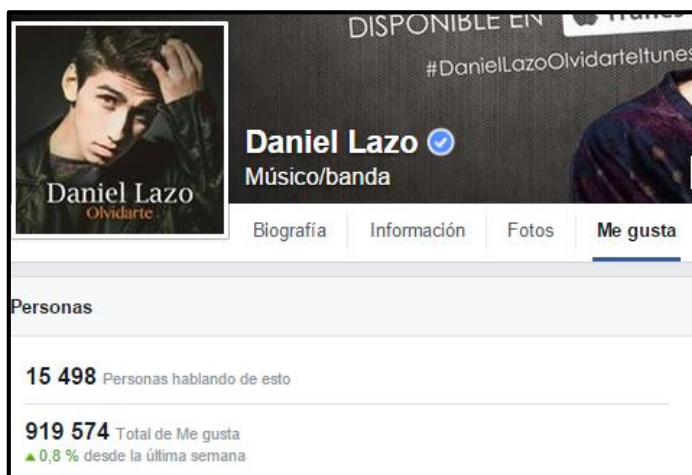 DISPONIBLE EN iTunes
#DanielLazoOlvidarteItunes
Daniel Lazo
Olvidarte
Daniel Lazo
Músico/banda
Biografía Información Fotos Me gusta
Personas
15 498 Personas hablando de esto
919 574 Total de Me gusta
0,8 % desde la última semana